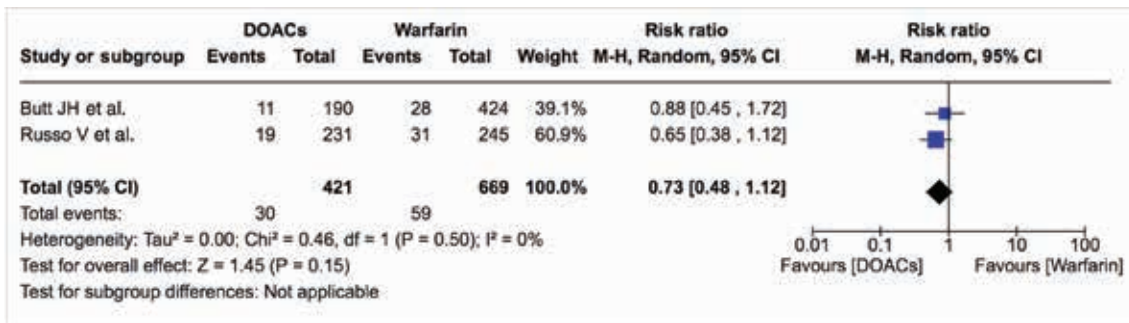 DOACs Warfarin Risk ratio Risk ratio
Study or subgroup Events Total Events Total Weight M-H, Random, 95% CI M-H, Random, 95% CI
Butt JH et al. 11 190 28 424 39.1% 0.88 [0.45 , 1.72]
Russo V et al. 19 231 31 245 60.9% 0.65 [0.38 , 1.12]
Total (95% CI) 421 669 100.0% 0.73 [0.48 , 1.12]
Total events: 30 59
Heterogeneity: Tau² = 0.00; Chi² = 0.46, df = 1 (P = 0.50); I² = 0%
0.01 0.1 1 10 100
Test for overall effect: Z = 1.45 (P = 0.15)
Favours [DOACs] Favours [Warfarin]
Test for subgroup differences: Not applicable